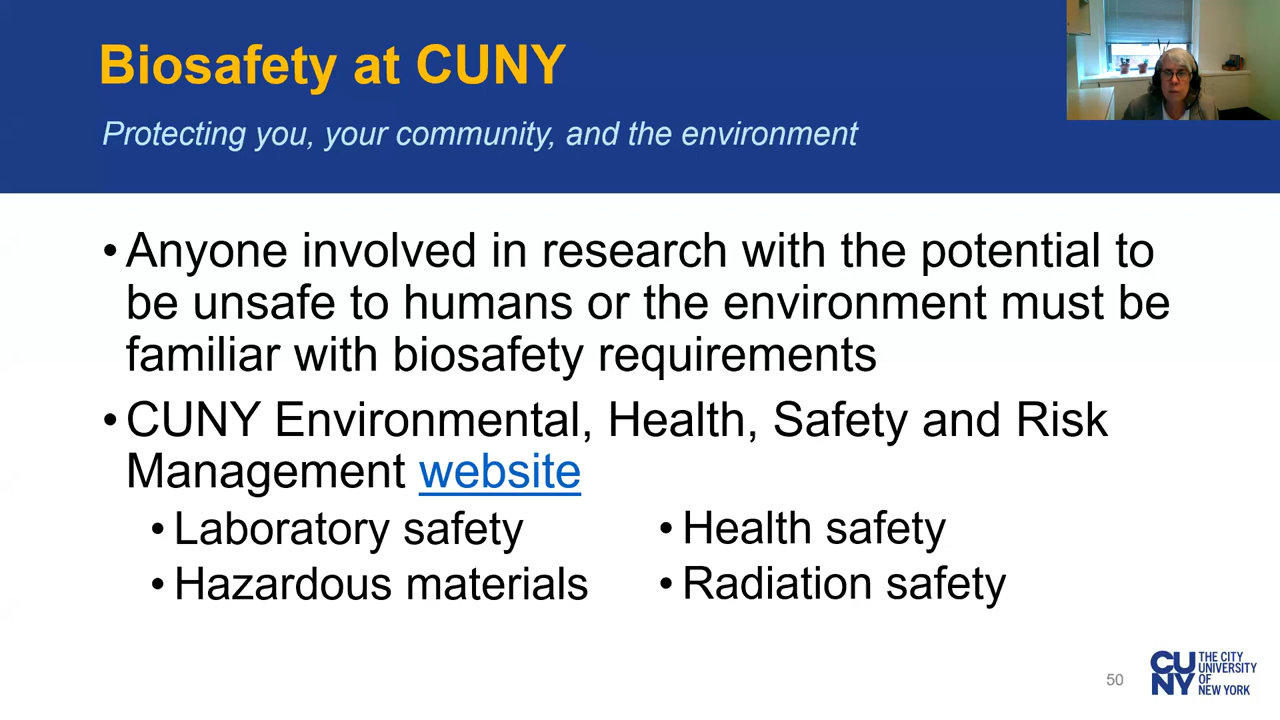 Biosafety at CUNY
Protecting you, your community, and the environment
• Anyone involved in research with the potential to
be unsafe to humans or the environment must be
familiar with biosafety requirements
• CUNY Environmental, Health, Safety and Risk
Management website
• Laboratory safety
• Hazardous materials
• Health safety
• Radiation safety
50
CU
NY
THE CITY
UNIVERSITY
OF
NEW YORK